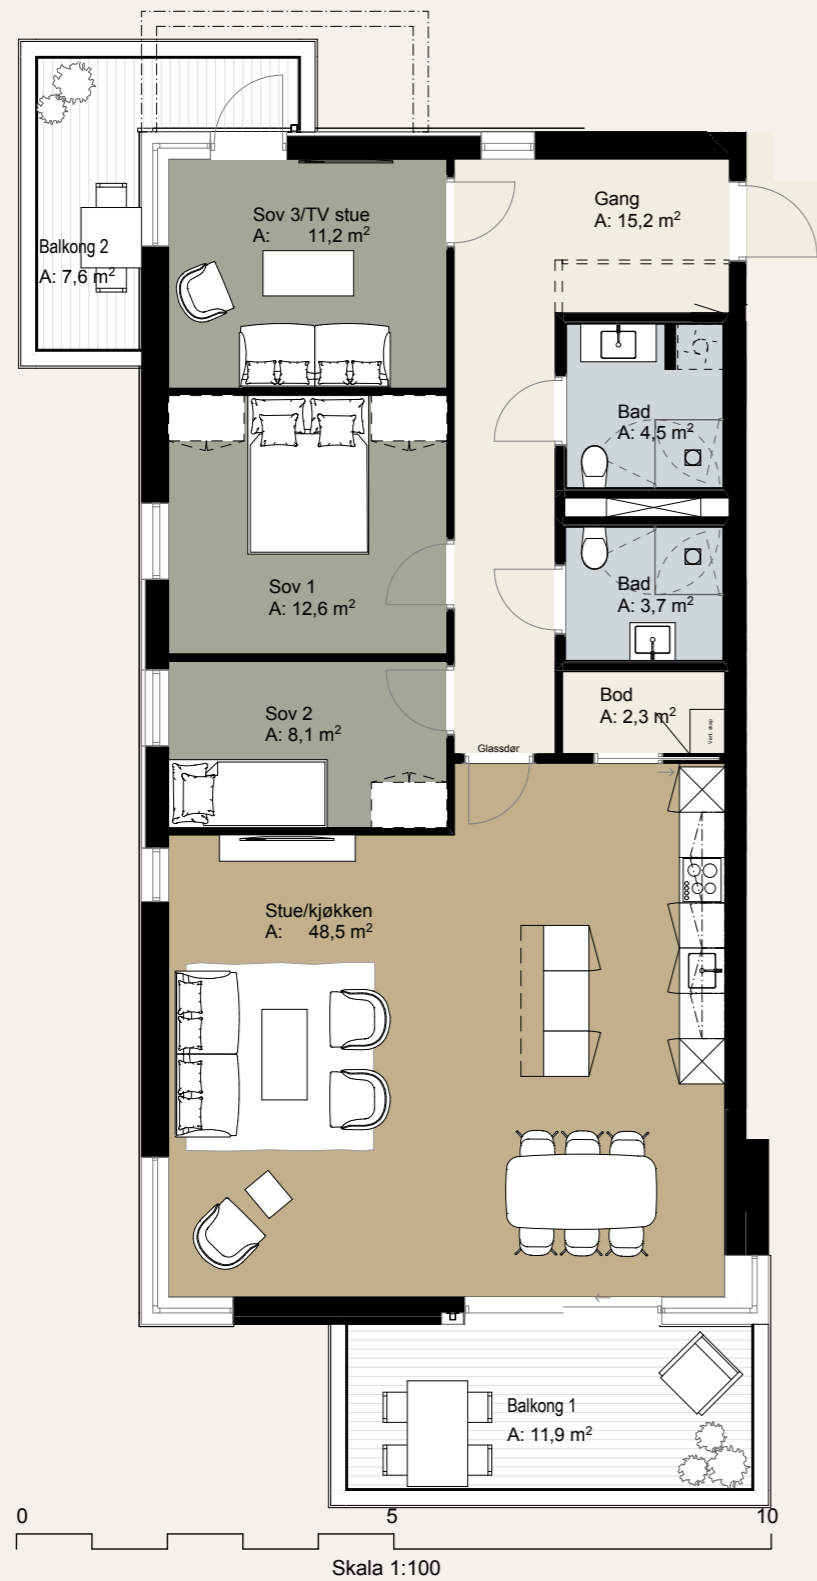 Sov 3/TV stue
A: 11,2 m²
Gang
A: 15,2 m²
Balkong 2
A: 7,6 m²
Bad
A: 4,5 m²
Sov 1
A: 12,6 m²
Bad
A: 3,7 m²
Bod
A: 2,3 m²
Vent. skap
Sov 2
A: 8,1 m²
Glassdør
Stue/kjøkken
A: 48,5 m²
Balkong 1
A: 11,9 m²
0 5 10
Skala 1:100